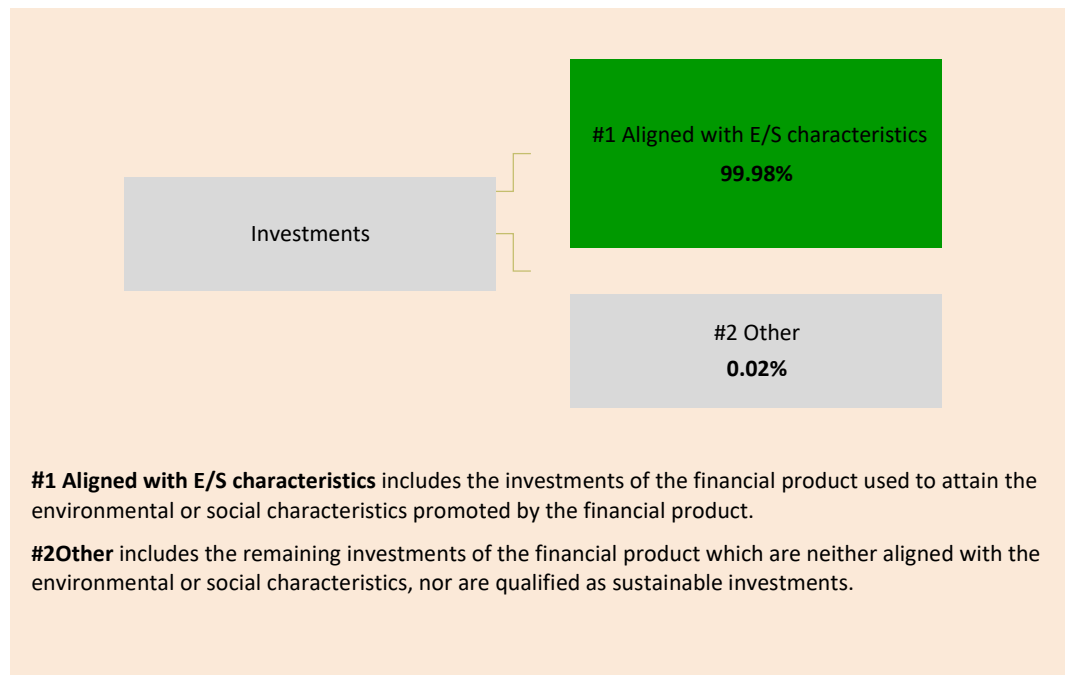 #1 Aligned with E/S characteristics
99.98%
Investments
#2 Other
0.02%
#1 Aligned with E/S characteristics includes the investments of the financial product used to attain the
environmental or social characteristics promoted by the financial product.
#2Other includes the remaining investments of the financial product which are neither aligned with the
environmental or social characteristics, nor are qualified as sustainable investments.